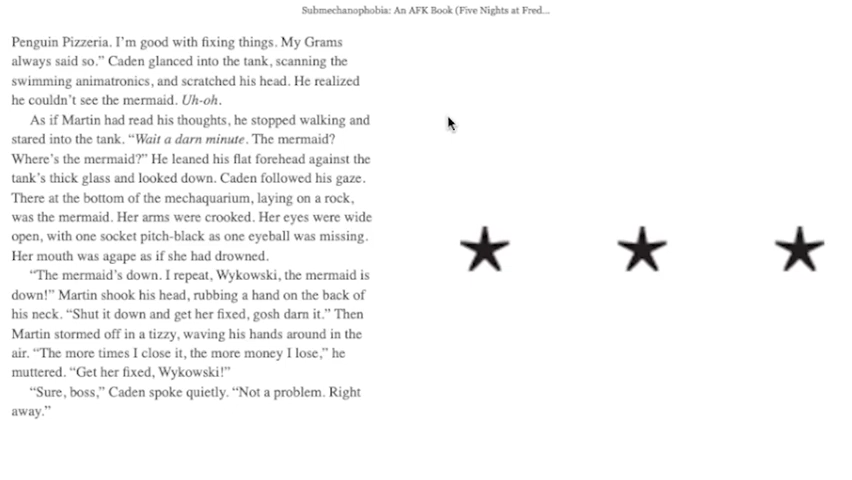 Submechanophobia: An AFK Book (Five Nights at Fred...
Penguin Pizzeria. I’m good with fixing things. My Grams
always said so.” Caden glanced into the tank, scanning the
swimming animatronics, and scratched his head. He realized
he couldn’t see the mermaid. Uh-oh.
As if Martin had read his thoughts, he stopped walking and
stared into the tank. “Wait a darn minute. The mermaid?
Where’s the mermaid?” He leaned his flat forehead against the
tank’s thick glass and looked down. Caden followed his gaze.
There at the bottom of the mechaquarium, laying on a rock,
was the mermaid. Her arms were crooked. Her eyes were wide
open, with one socket pitch-black as one eyeball was missing.
Her mouth was agape as if she had drowned.
“The mermaid’s down. I repeat, Wykowski, the mermaid is
down!” Martin shook his head, rubbing a hand on the back of
his neck. “Shut it down and get her fixed, gosh darn it.” Then
Martin stormed off in a tizzy, waving his hands around in the
air. “The more times I close it, the more money I lose,” he
muttered. “Get her fixed, Wykowski!”
“Sure, boss,” Caden spoke quietly. “Not a problem. Right
away.”